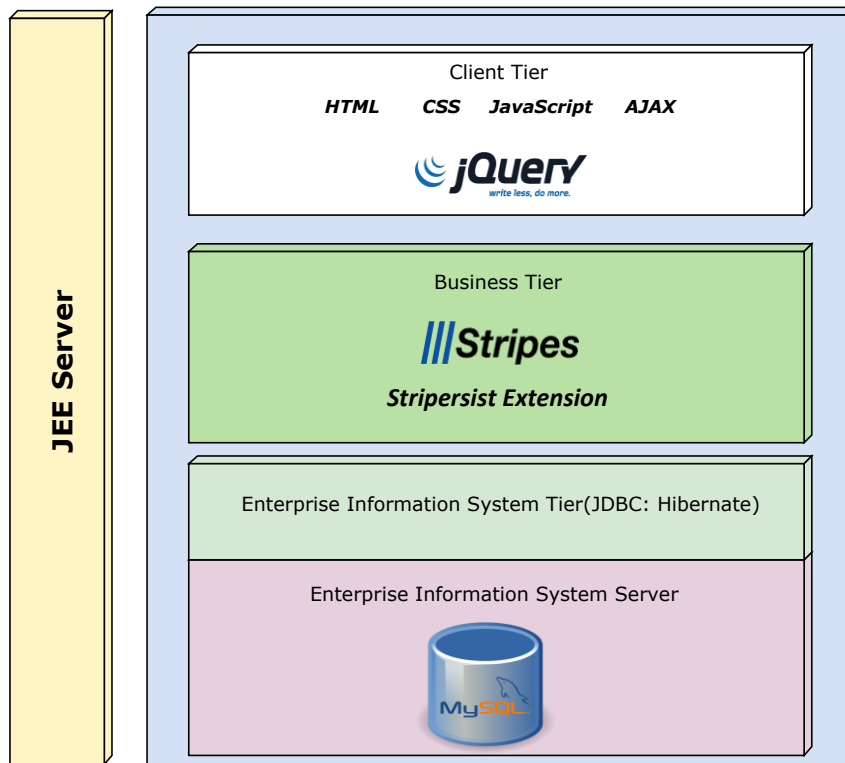 JEE Server
Client Tier
HTML CSS JavaScript AJAX
jQuery
write less, do more.
Business Tier
Stripes
Stripersist Extension
Enterprise Information System Tier(JDBC: Hibernate)
Enterprise Information System Server
MySQL